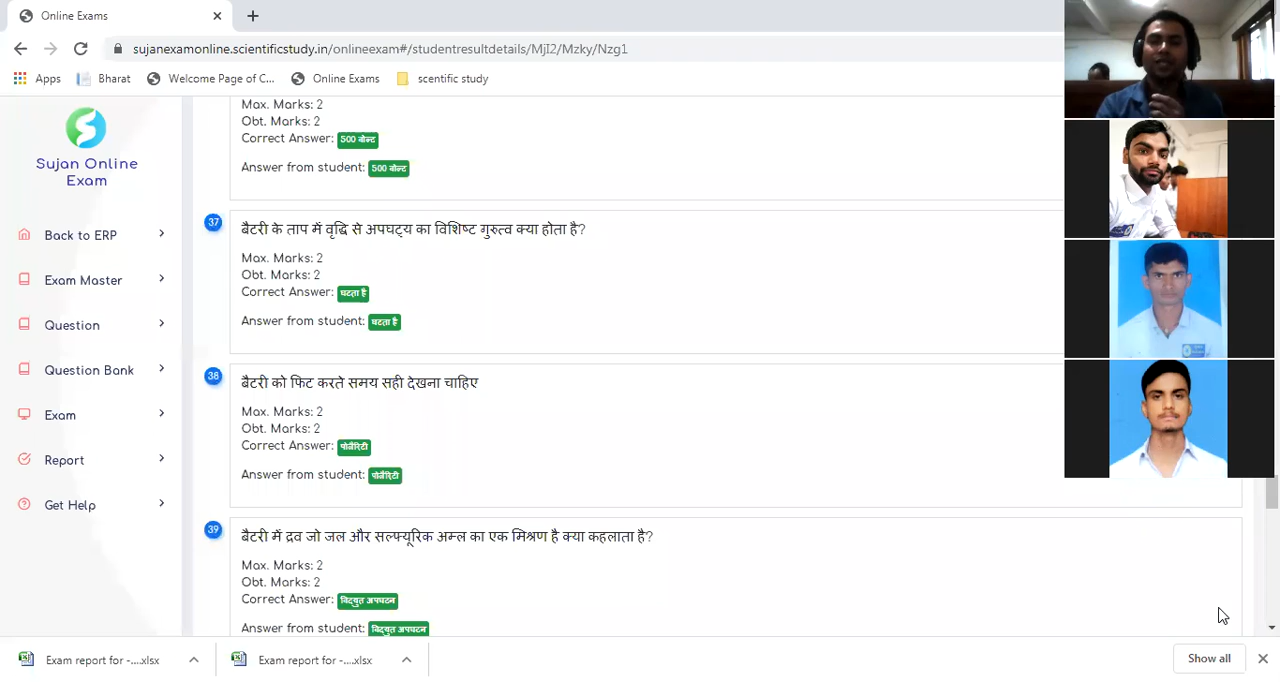 Online Exams
sujanexamonline.scientificstudy.in/onlineexam#/studentresultdetails/MjI2/Mzky/Nzg1
Apps Bharat Welcome Page of C... Online Exams scientific study
Sujan Online
Exam
Back to ERP
Exam Master
Question
Question Bank
Exam
Report
Get Help
Max. Marks: 2
Obt. Marks: 2
Correct Answer: 500 वोल्ट
Answer from student: 500 वोल्ट
37 बैटरी के ताप में वृद्धि से अपघट्य का विशिष्ट गुरुत्व क्या होता है?
Max. Marks: 2
Obt. Marks: 2
Correct Answer: घटता है
Answer from student: घटता है
38 बैटरी को फिट करते समय सही देखना चाहिए
Max. Marks: 2
Obt. Marks: 2
Correct Answer: पोलैरिटी
Answer from student: पोलैरिटी
39 बैटरी में द्रव जो जल और सल्फ्यूरिक अम्ल का एक मिश्रण है क्या कहलाता है?
Max. Marks: 2
Obt. Marks: 2
Correct Answer: विद्युत अपघटन
Answer from student: विद्युत अपघटन
Exam report for -....xlsx Exam report for -....xlsx Show all